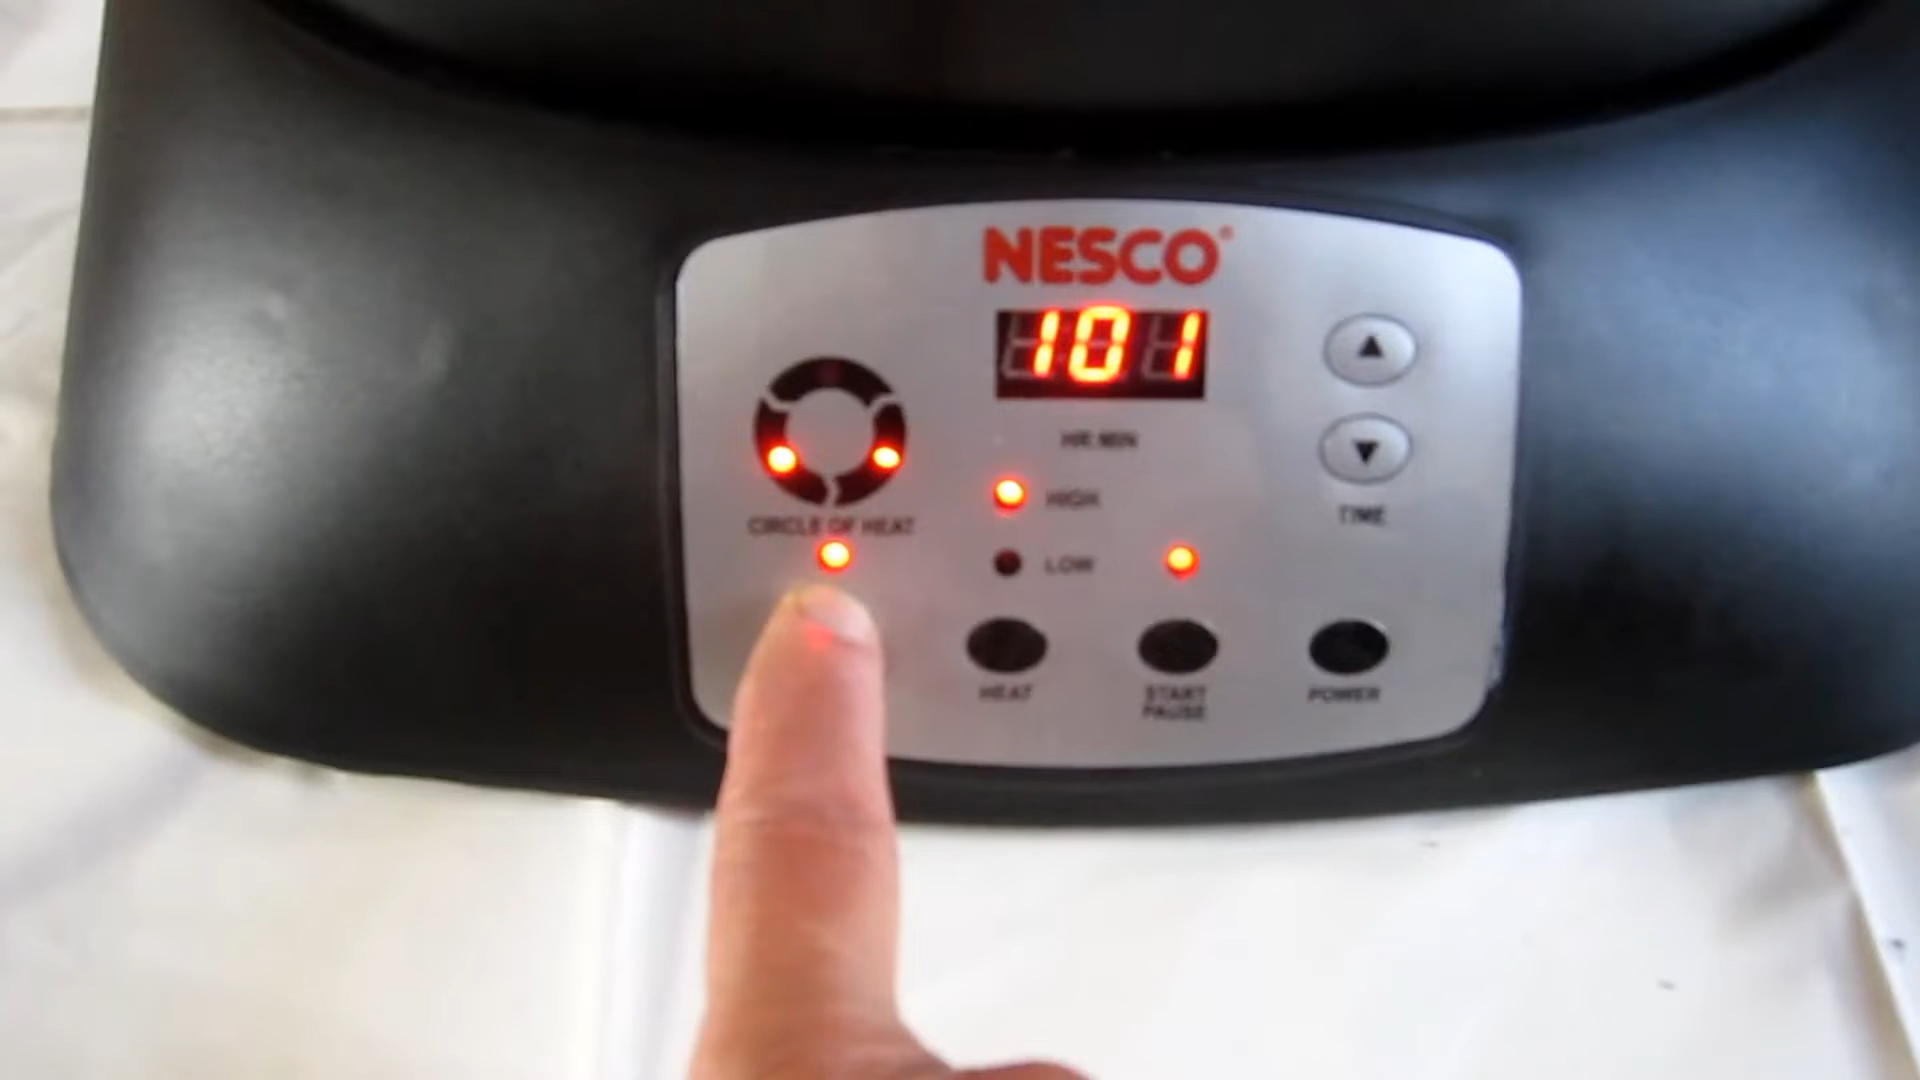 NESCO®
101
HR MIN
CIRCLE OF HEAT
HIGH
LOW
TIME
HEAT
START
PAUSE
POWER